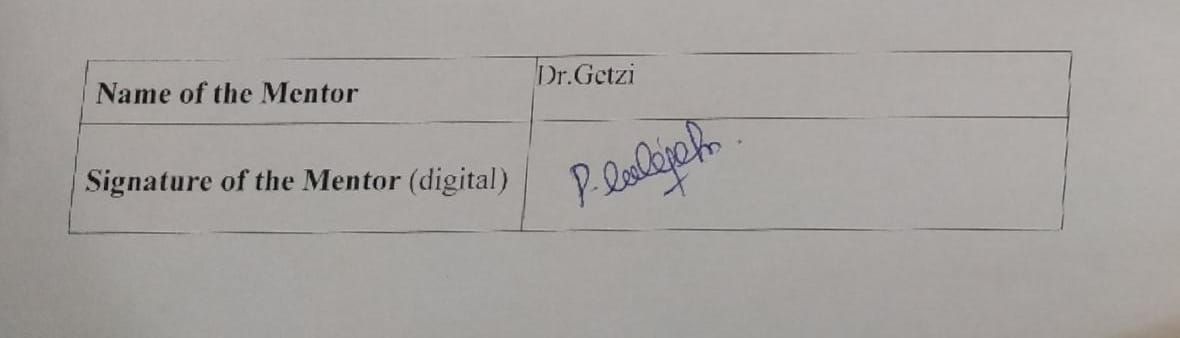 Name of the Mentor
Dr.Getzi
Signature of the Mentor (digital)
P.